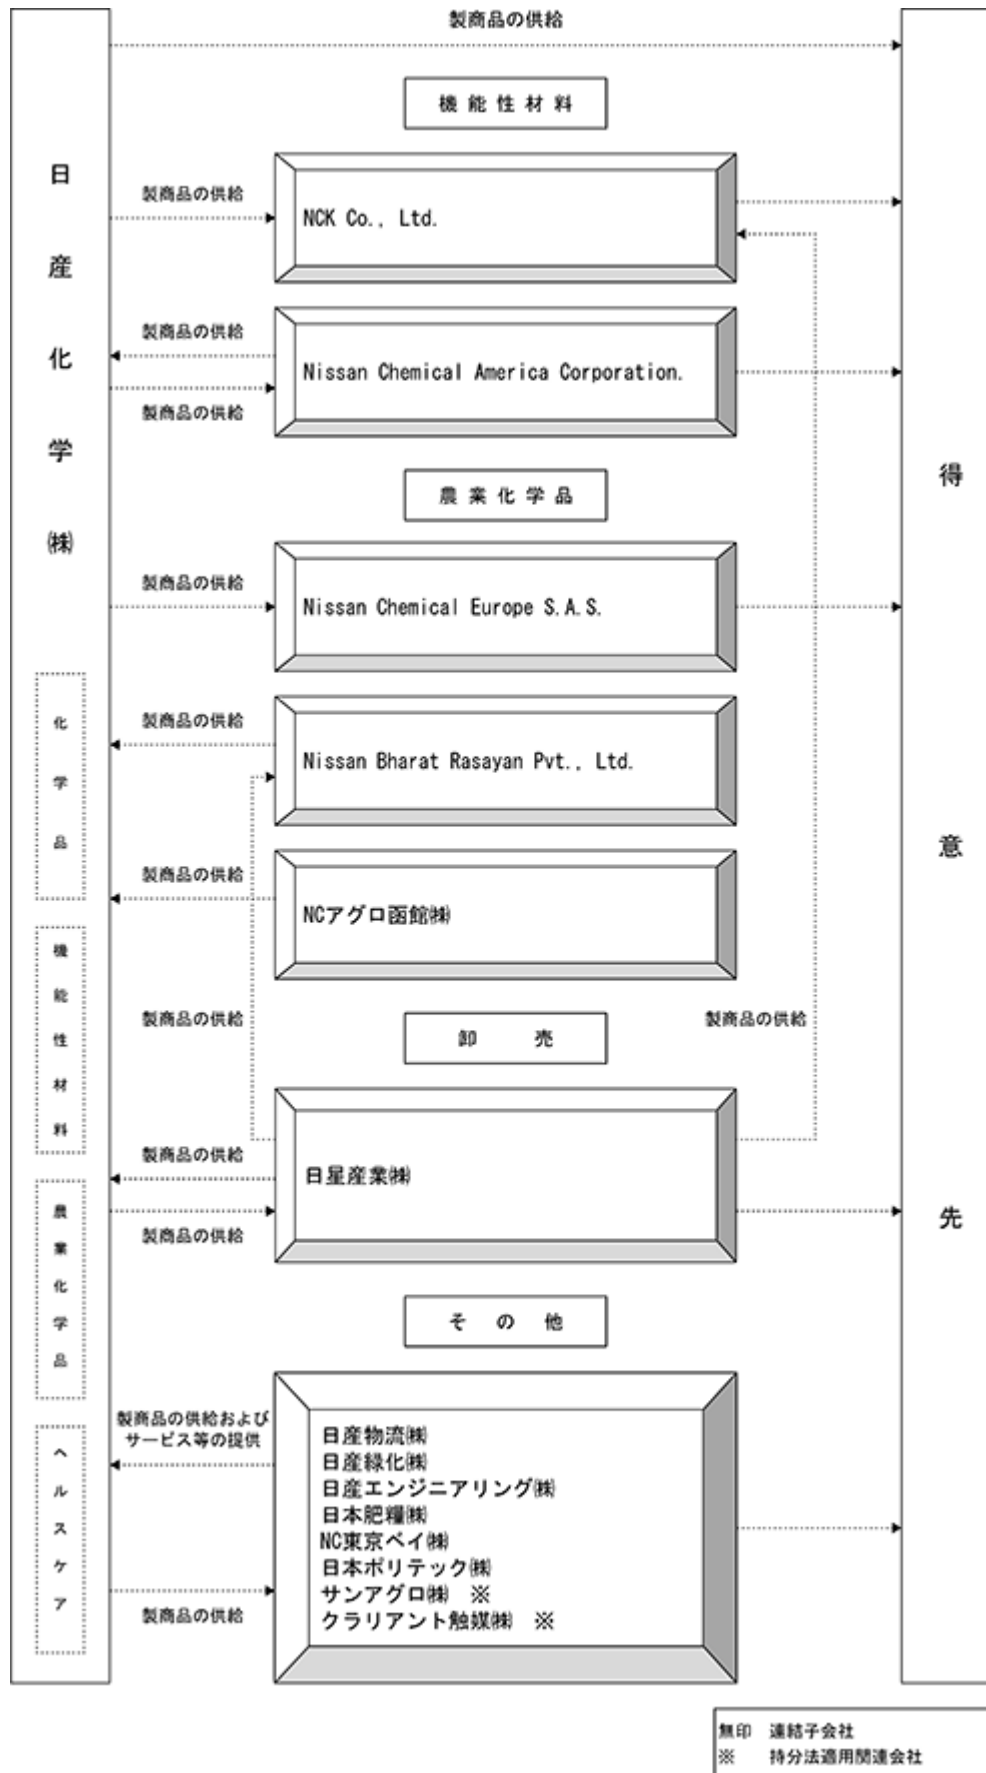 製商品の供給
機能性材料
日産化学㈱
製商品の供給
NCK Co., Ltd.
製商品の供給
Nissan Chemical America Corporation.
製商品の供給
得意先
農業化学品
製商品の供給
Nissan Chemical Europe S.A.S.
化学品
製商品の供給
Nissan Bharat Rasayan Pvt., Ltd.
製商品の供給
NCアグロ函館㈱
機能性材料
製商品の供給
卸売
製商品の供給
製商品の供給
日星産業㈱
製商品の供給
農業化学品
その他
製商品の供給および
サービス等の提供
日産物流㈱
日産緑化㈱
日産エンジニアリング㈱
日本肥糧㈱
NC東京ベイ㈱
日本ポリテック㈱
サンアグロ㈱ ※
クラリアント触媒㈱ ※
ヘルスケア
製商品の供給
無印 連結子会社
※ 持分法適用関連会社